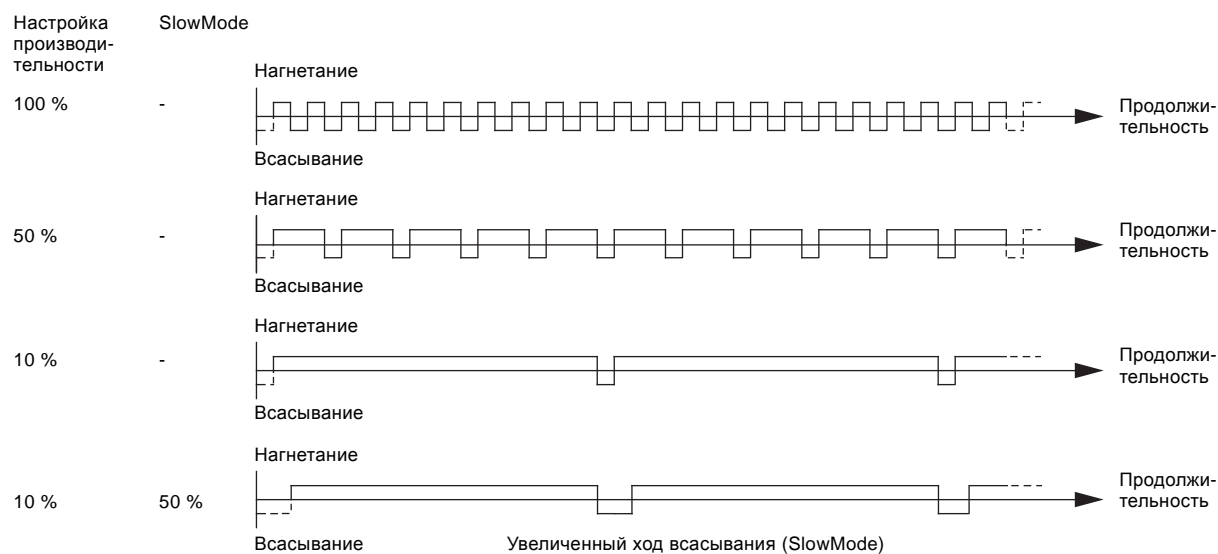 Настройка
производи-
тельности
SlowMode
Нагнетание
100 %
-
Продолжи-
тельность
Всасывание
Нагнетание
50 %
-
Продолжи-
тельность
Всасывание
Нагнетание
10 %
-
Продолжи-
тельность
Всасывание
Нагнетание
10 %
50 %
Продолжи-
тельность
Всасывание
Увеличенный ход всасывания (SlowMode)